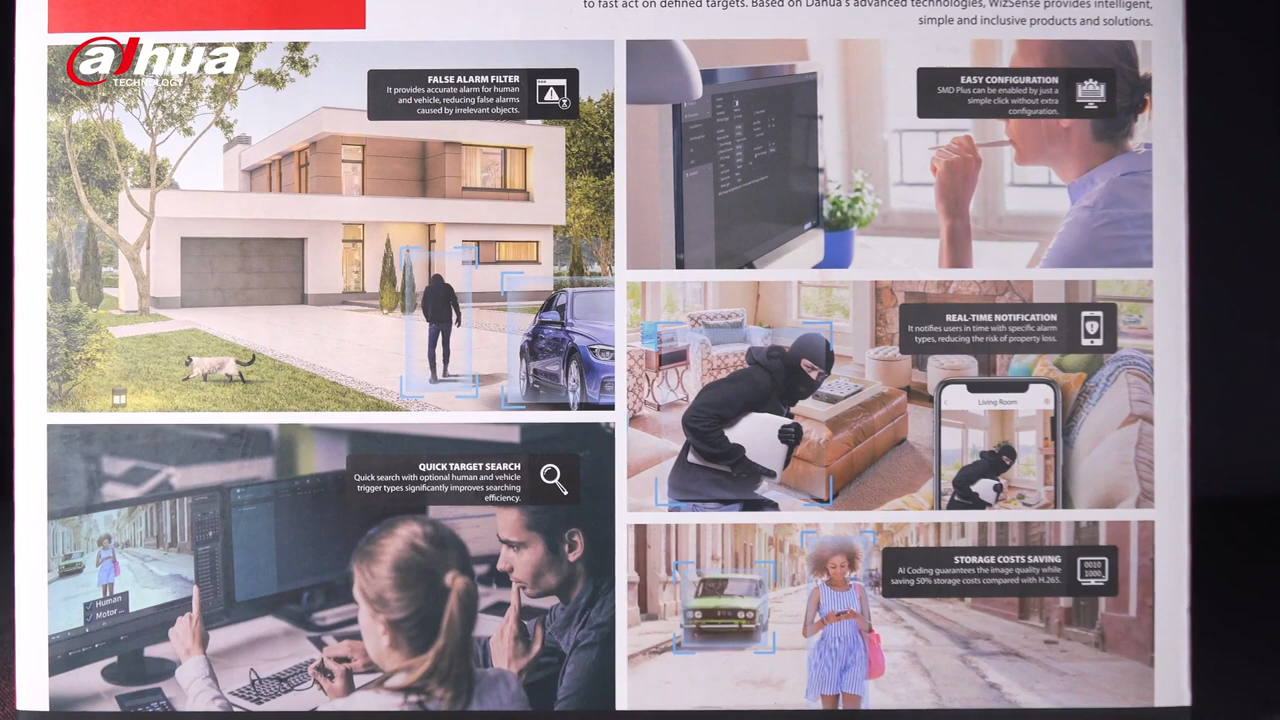 to fast act on defined targets. Based on Dahua's advanced technologies, WizSense provides intelligent,
simple and inclusive products and solutions.
alhua
TECHNOLOGY
FALSE ALARM FILTER
It provides accurate alarm for human
and vehicle, reducing false alarms
caused by irrelevant objects.
EASY CONFIGURATION
SMD Plus can be enabled by just a
simple click without extra
configuration.
REAL-TIME NOTIFICATION
It notifies users in time with specific alarm
types, reducing the risk of property loss.
Living Room
QUICK TARGET SEARCH
Quick search with optional human and vehicle
trigger types significantly improves searching
efficiency.
Human
Motor ...
STORAGE COSTS SAVING
AI Coding guarantees the image quality while
saving 50% storage costs compared with H.265.
0010
1000